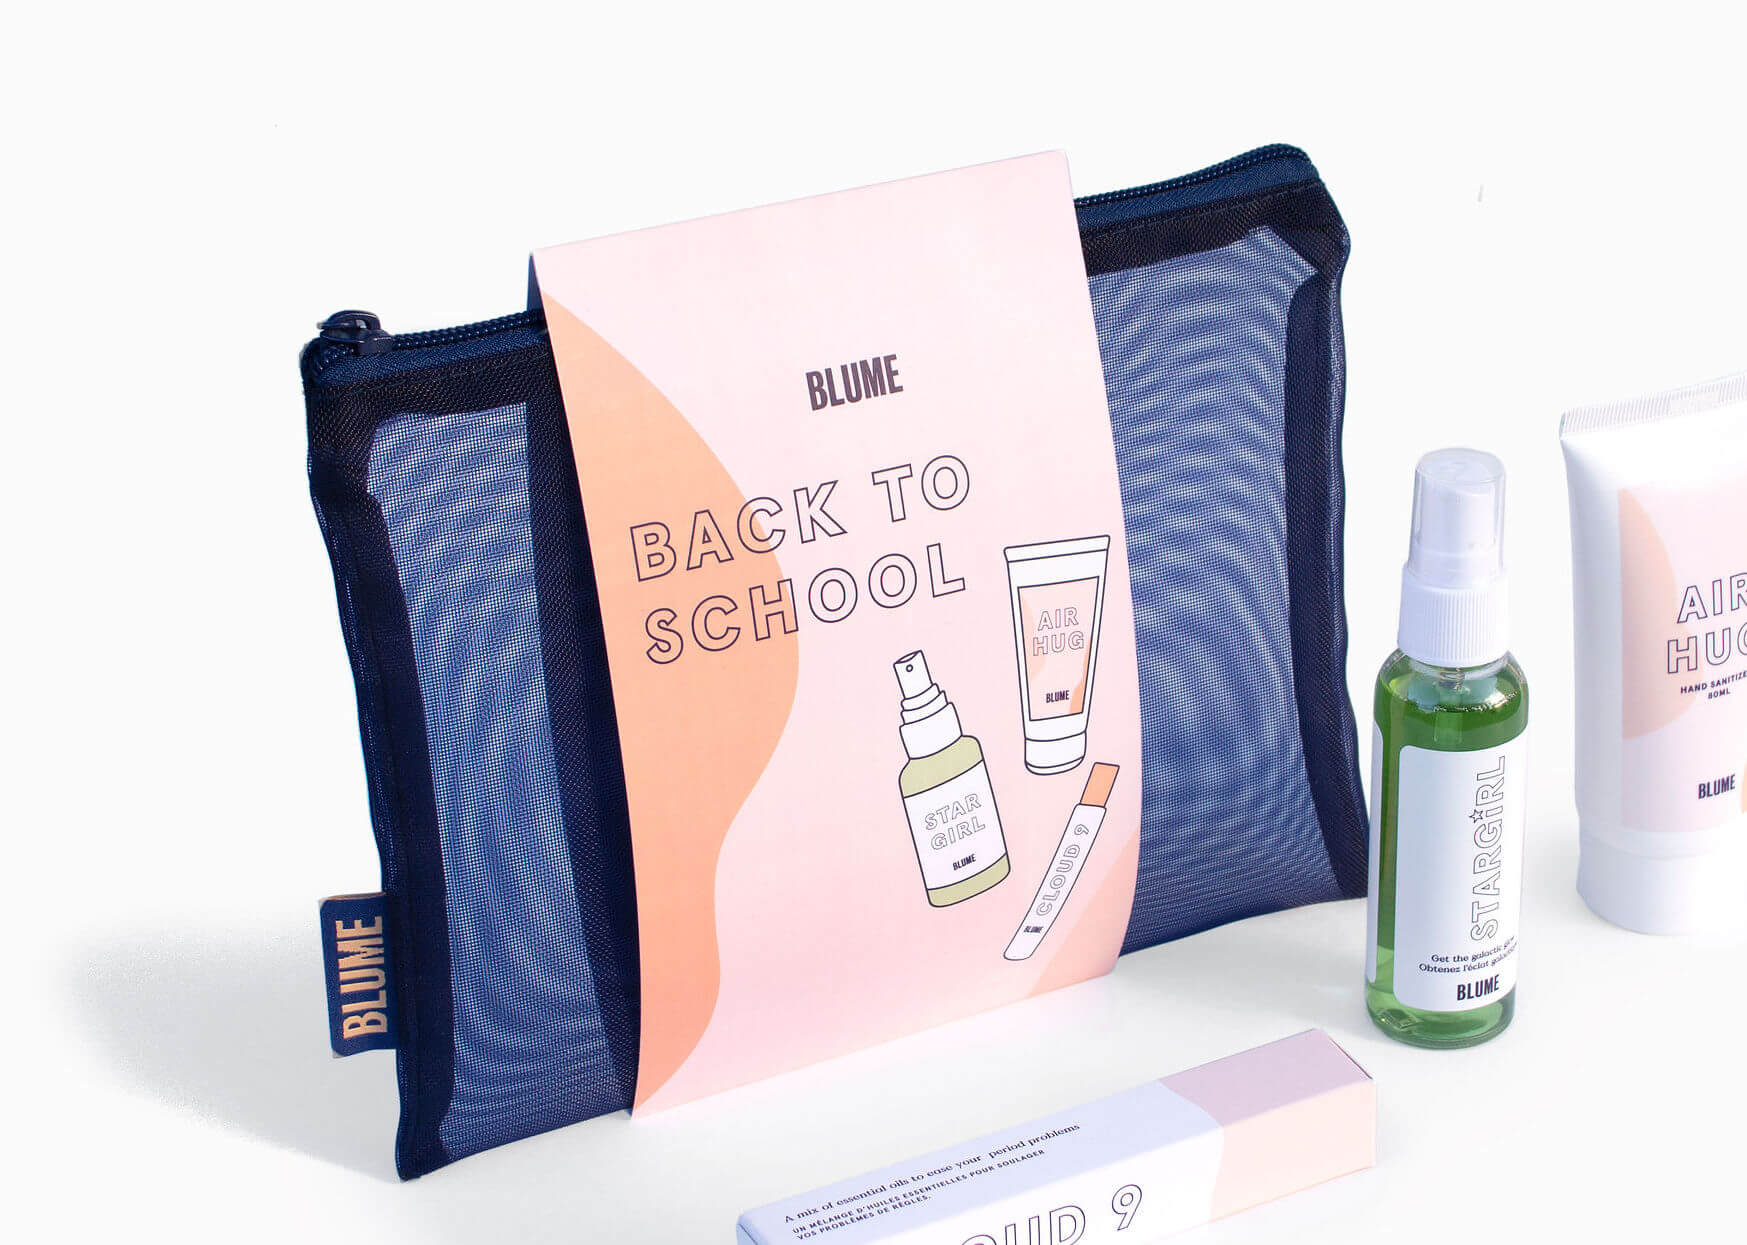 BLUME
BACK TO
SCHOOL
AIR
HUG
BLUME
STAR
GIRL
BLUME
CLOUD 9
BLUME
BLUME
STARGIRL
Get the galactic glow
Obtenez l'éclat
BLUME
AIR
HUG
HAND SANITIZE
80ML
BLUME
A mix of essential oils to ease your period problems
UN MÉLANGE D'HUILES ESSENTIELLES POUR SOULAGER
VOS PROBLÈMES DE RÈGLES.
OUD 9